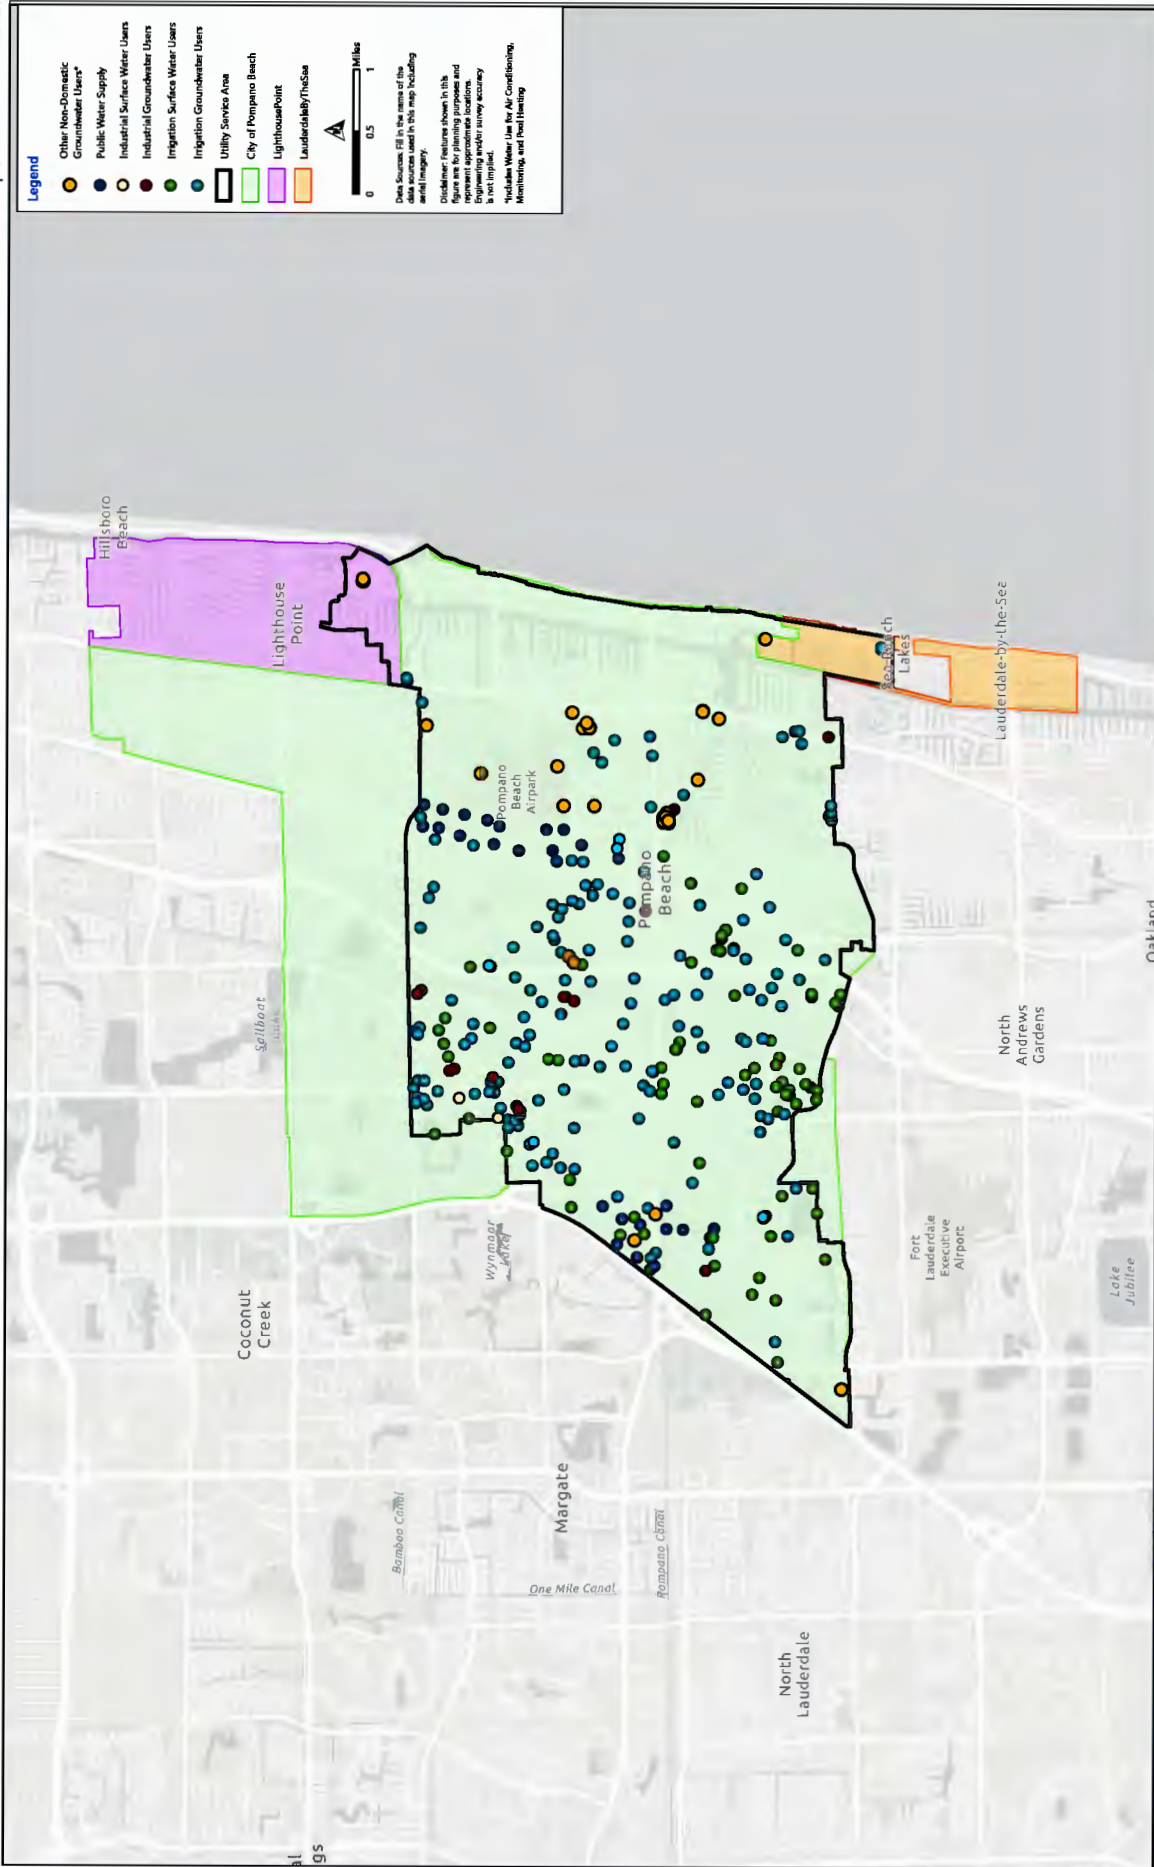 Legend
Other Non-Domestic
Groundwater Users*
Public Water Supply
Industrial Surface Water Users
Industrial Groundwater Users
Irrigation Surface Water Users
Irrigation Groundwater Users
Utility Service Area
City of Pompano Beach
LighthousePoint
LauderdaleByTheSea
0 0.5 1
Miles
Data Sources: Fill in the name of the
data sources used in this map including
aerial imagery.
Disclaimer: Features shown in this
figure are for planning purposes and
represent approximate locations.
Engineering and/or survey accuracy
is not implied.
*Includes Water Use for Air Conditioning,
Monitoring, and Pool Heating
Hillsboro
Beach
Lighthouse
Point
Pompano
Beach
Airpark
Pompano
Beach
Sea Ranch
Lakes
Lauderdale-by-the-Sea
Oakland
North
Andrews
Gardens
Fort
Lauderdale
Executive
Airport
Lake
Jubilee
Sailboat
Wynmoor
Lake
Coconut
Creek
Bamboo Canal
Margate
One Mile Canal
Pompano Canal
North
Lauderdale
al
gs